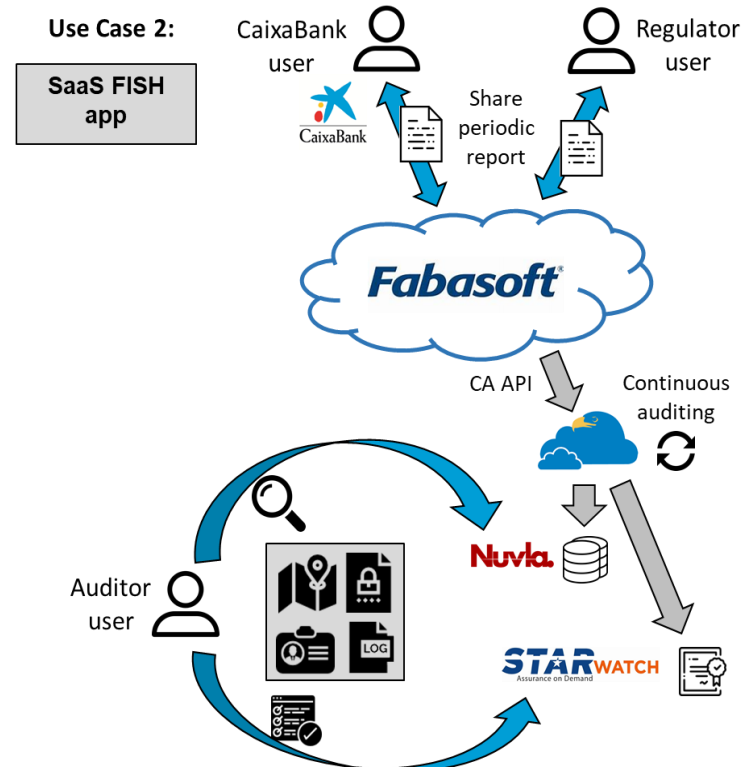 Use Case 2:
SaaS FISH
app
CaixaBank
user
CaixaBank
Share
periodic
report
Regulator
user
Fabasoft®
CA API
Continuous
auditing
Nuvla.
Auditor
user
LOG
STARWATCH
Assurance on Demand